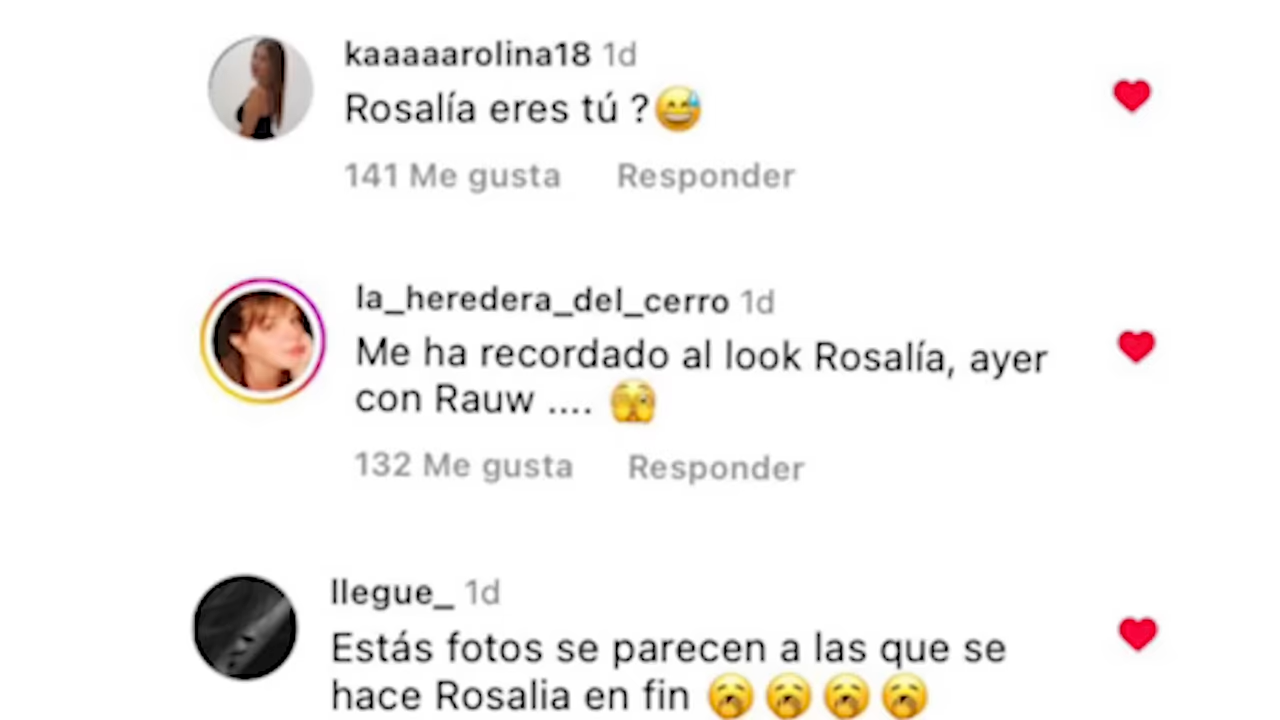 kaaaaarolina18 1d
Rosalía eres tú ?😅
141 Me gusta Responder
la_heredera_del_cerro 1d
Me ha recordado al look Rosalía, ayer
con Rauw .... 🫣
132 Me gusta Responder
llegue_ 1d
Estás fotos se parecen a las que se
hace Rosalia en fin 🥱🥱🥱🥱